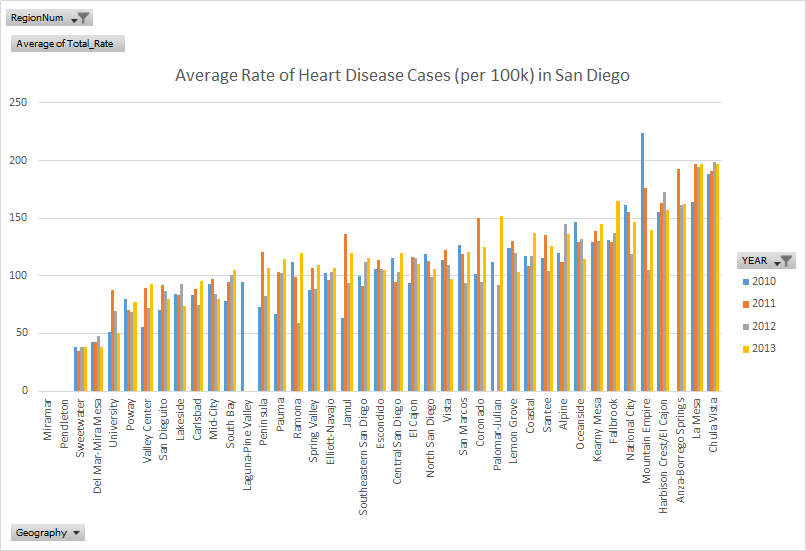 RegionNum
Average of Total_Rate
Average Rate of Heart Disease Cases (per 100k) in San Diego
250
200
150
100
50
0
Miramar
Pendleton
Sweetwater
Del Mar-Mira Mesa
University
Poway
Valley Center
San Dieguito
Lakeside
Carlsbad
Mid-City
South Bay
Laguna-Pine Valley
Peninsula
Pauma
Ramona
Spring Valley
Elliott-Navajo
Jamul
Southeastern San Diego
Escondido
Central San Diego
El Cajon
North San Diego
Vista
San Marcos
Coronado
Palomar-Julian
Lemon Grove
Coastal
Santee
Alpine
Oceanside
Kearny Mesa
Fallbrook
National City
Mountain Empire
Harbison Crest/El Cajon
Anza-Borrego Springs
La Mesa
Chula Vista
YEAR
2010
2011
2012
2013
Geography